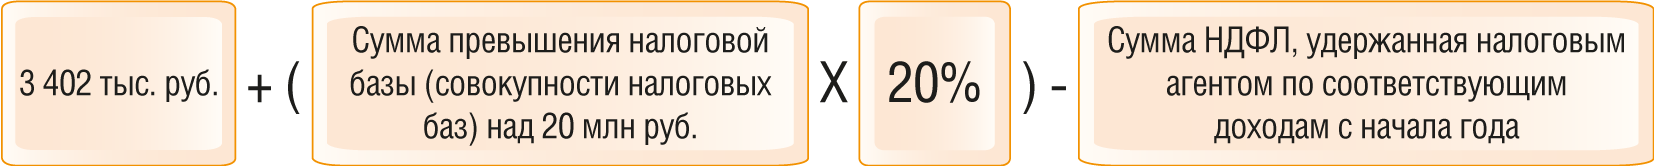 3 402 тыс. руб. + ( Сумма превышения налоговой базы (совокупности налоговых баз) над 20 млн руб. X 20% ) - Сумма НДФЛ, удержанная налоговым агентом по соответствующим доходам с начала года